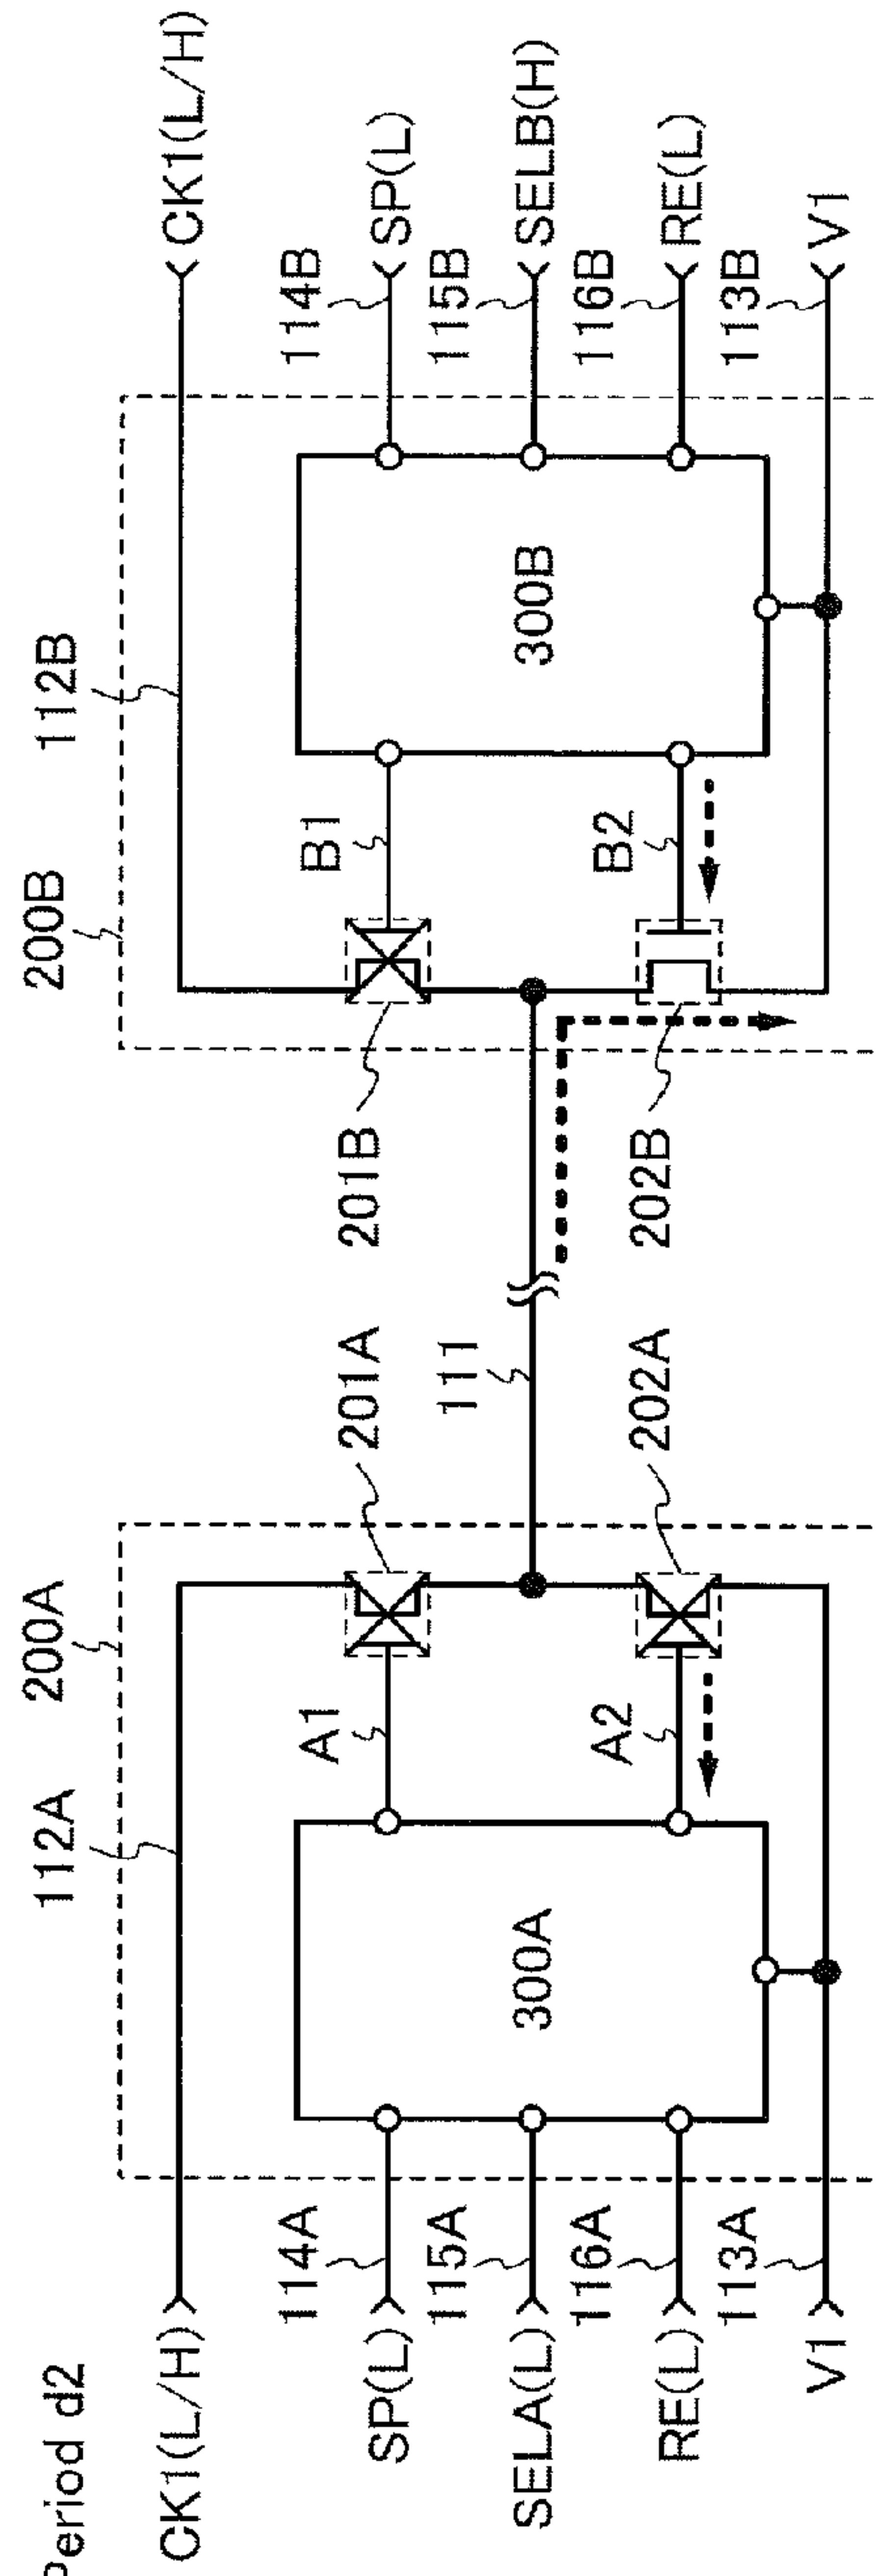 Period d2
200A
112A
112B
200B
CK1(L/H)
CK1(L/H)
114A
SP(L)
A1
201A
201B
B1
114B
SP(L)
115A
SELA(L)
300A
111
300B
115B
SELB(H)
116A
RE(L)
A2
202A
202B
B2
116B
RE(L)
113A
V1
113B
V1